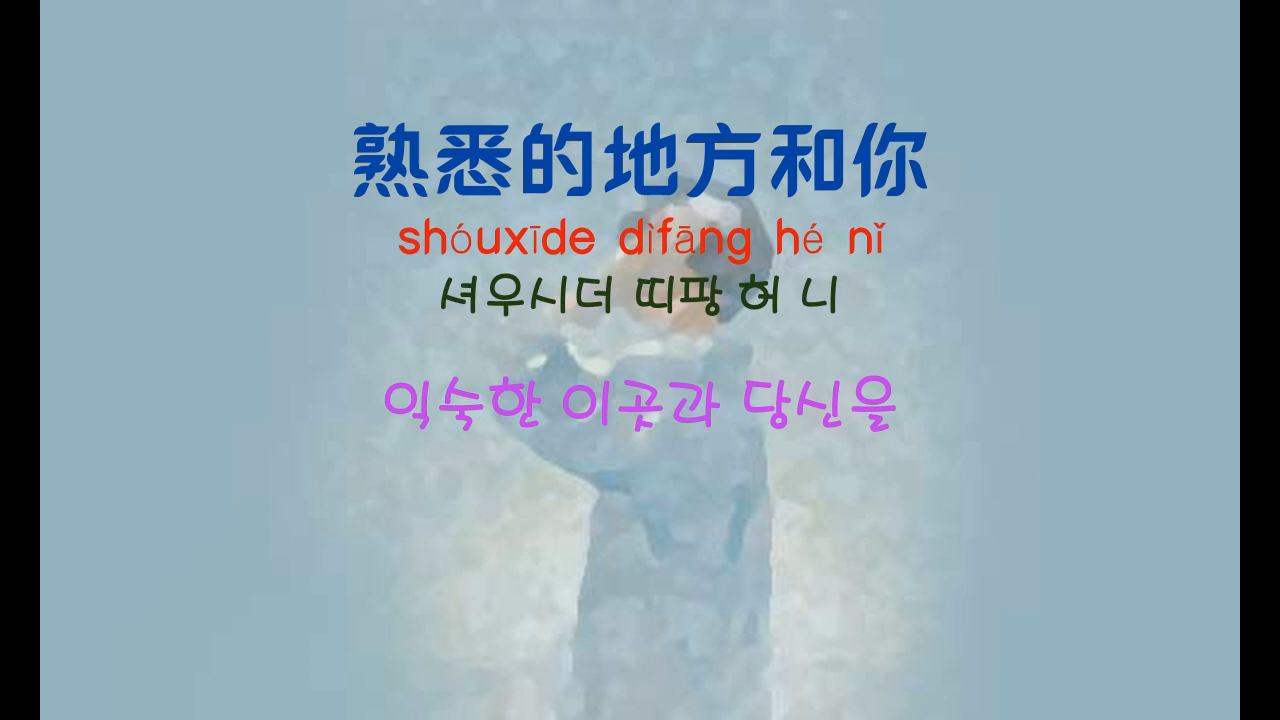 熟悉的地方和你
shóuxīde dìfāng hé nǐ
셔우시더 띠팡 허 니
익숙한 이곳과 당신을